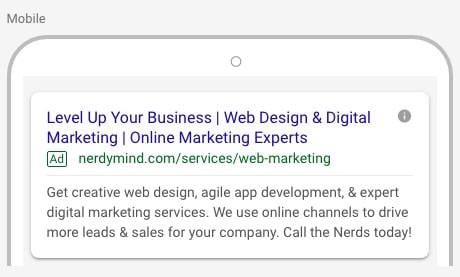 Mobile
Level Up Your Business | Web Design & Digital
Marketing | Online Marketing Experts
Ad nerdymind.com/services/web-marketing
Get creative web design, agile app development, & expert
digital marketing services. We use online channels to drive
more leads & sales for your company. Call the Nerds today!